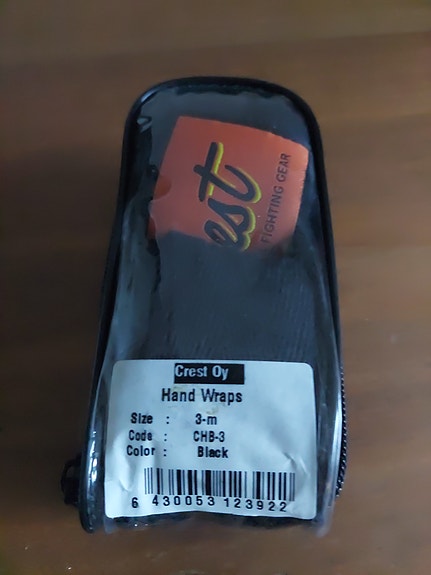 est
FIGHTING GEAR
Crest Oy
Hand Wraps
Size : 3-m
Code : CHB-3
Color : Black
6 430053 123922